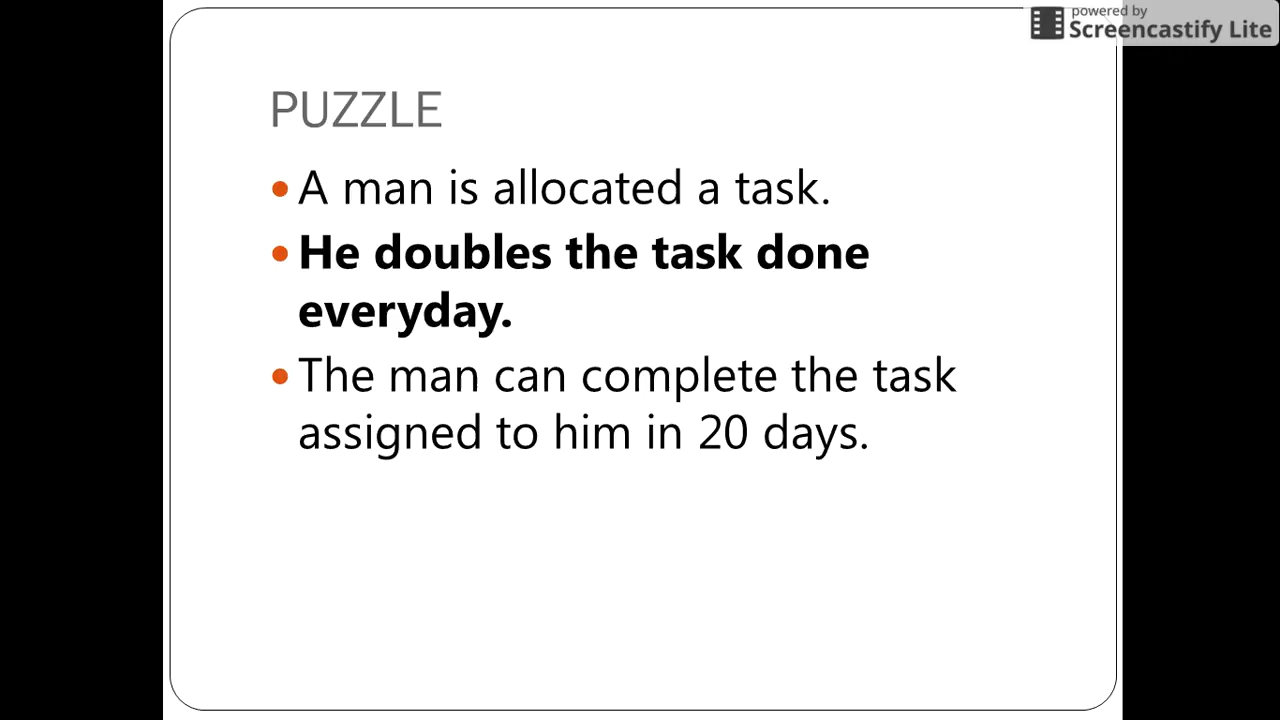 powered by
Screencastify Lite
PUZZLE
A man is allocated a task.
He doubles the task done
everyday.
The man can complete the task
assigned to him in 20 days.